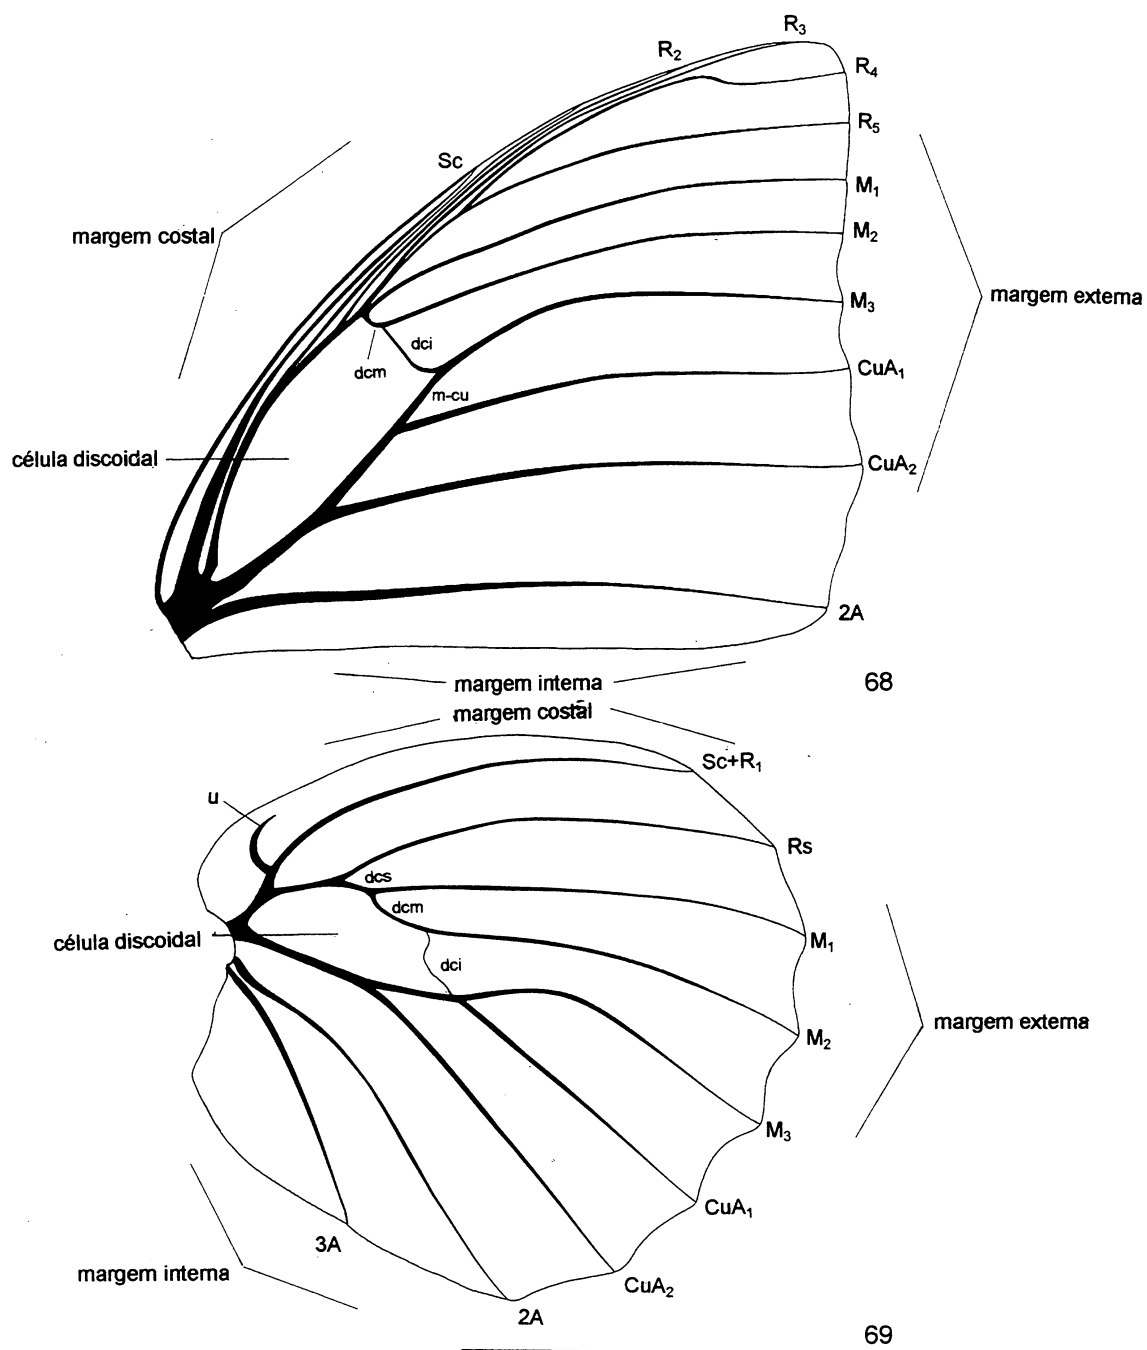 R3
R2
R4
R5
Sc
M1
margem costal
M2
M3
margem externa
dci
dcm
CuA1
m-cu
célula discoidal
CuA2
2A
margem interna
68
margem costal
Sc+R1
u
Rs
dcs
dcm
célula discoidal
M1
dci
margem externa
M2
M3
CuA1
3A
margem interna
CuA2
2A
69